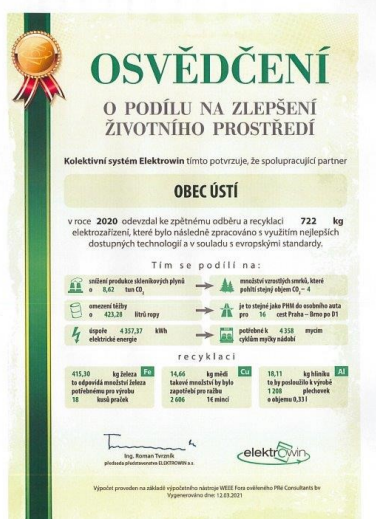 OSVĚDČENÍ
O PODÍLU NA ZLEPŠENÍ
ŽIVOTNÍHO PROSTŘEDÍ
Kolektivní systém Elektrowin tímto potvrzuje, že spolupracující partner
OBEC ÚSTÍ
v roce 2020 odevzdal ke zpětnému odběru a recyklaci 722 kg
elektrozařízení, které bylo následně zpracováno s využitím nejlepších
dostupných technologií a v souladu s evropskými standardy.
Tím se podílí na:
snížení produkce skleníkových plynů
o 8,62 tun CO2
množství vzrostlých smrků, které
pohltí stejný objem CO2 – 4
omezení těžby
o 423,28 litrů ropy
je to stejné jako PHM do osobního auta
pro 16 cest Praha – Brno po D1
úspoře 4 357,37 kWh
elektrické energie
potřebné k 4 358 mycím
cyklům myčky nádobí
recyklaci
415,30 kg železa Fe
to odpovídá množství železa
potřebnému pro výrobu
18 kusů praček
14,66 kg mědi Cu
takové množství by bylo
zapotřebí pro ražbu
2 606 1¢ mincí
18,11 kg hliníku Al
to by posloužilo k výrobě
1 208 plechovek
o objemu 0,33 l
Ing. Roman Tvrzník
předseda představenstva ELEKTROWIN a.s.
elektrowin
Výpočet proveden na základě výpočetního nástroje WEEE Fora ověřeného PRé Consultants bv
Vygenerováno dne: 12.03.2021